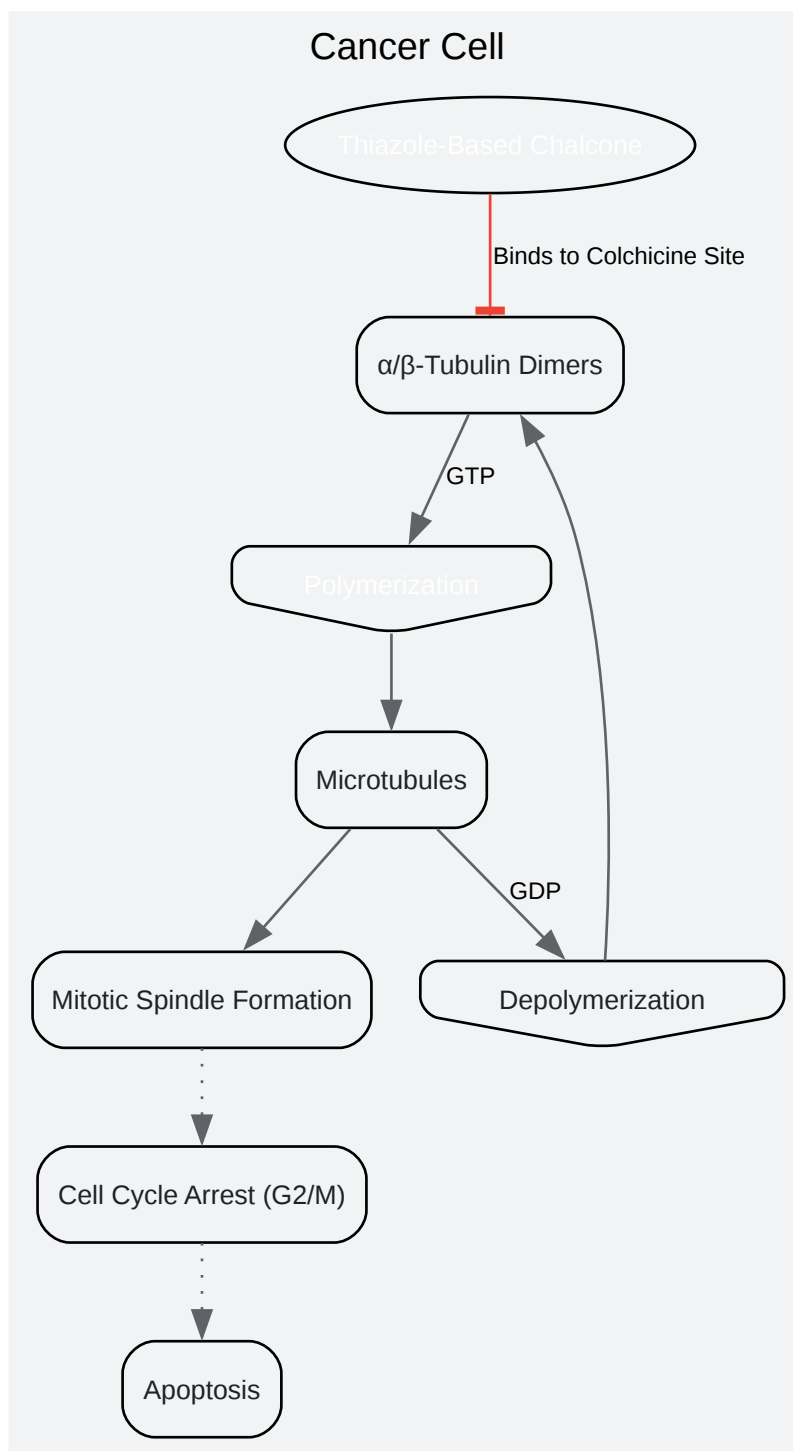 Cancer Cell
Thiazole-Based Chalcone
Binds to Colchicine Site
α/β-Tubulin Dimers
GTP
Polymerization
Microtubules
GDP
Mitotic Spindle Formation
Depolymerization
Cell Cycle Arrest (G2/M)
Apoptosis